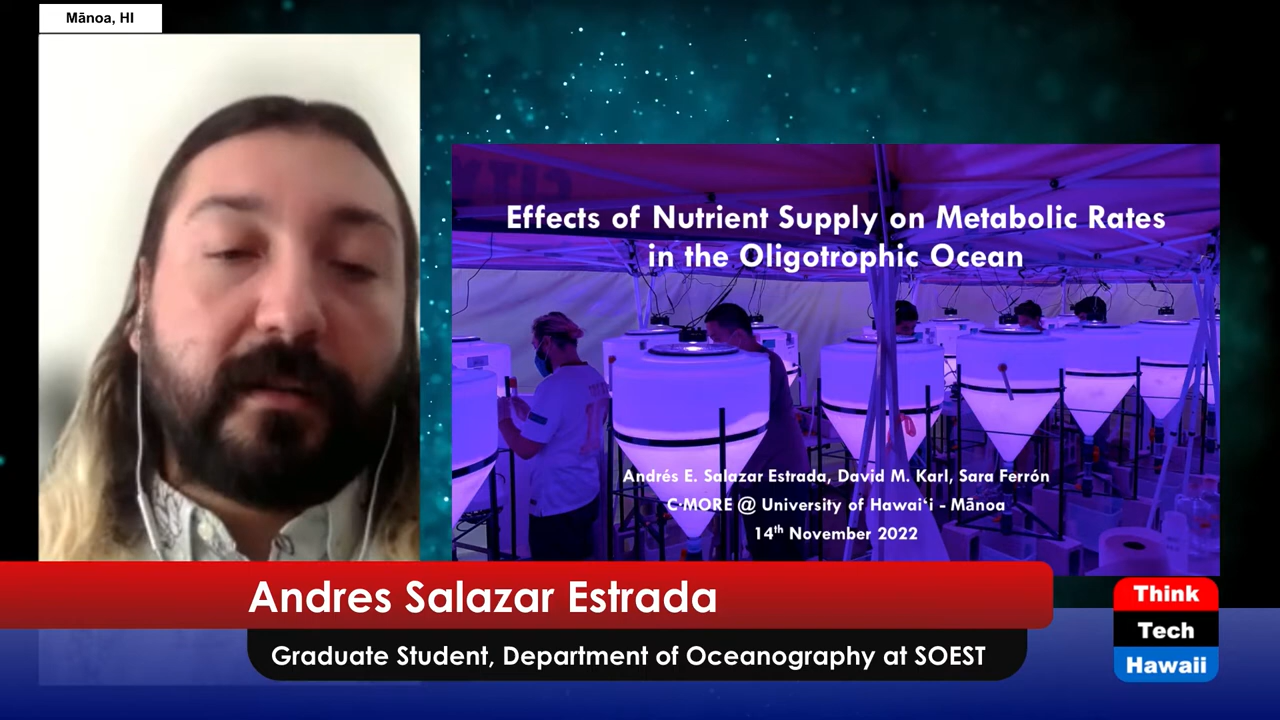 Mānoa, HI
Effects of Nutrient Supply on Metabolic Rates
in the Oligotrophic Ocean
Andrés E. Salazar Estrada, David M. Karl, Sara Ferrón
C·MORE @ University of Hawaiʻi - Mānoa
14th November 2022
Andres Salazar Estrada
Graduate Student, Department of Oceanography at SOEST
Think
Tech
Hawaii